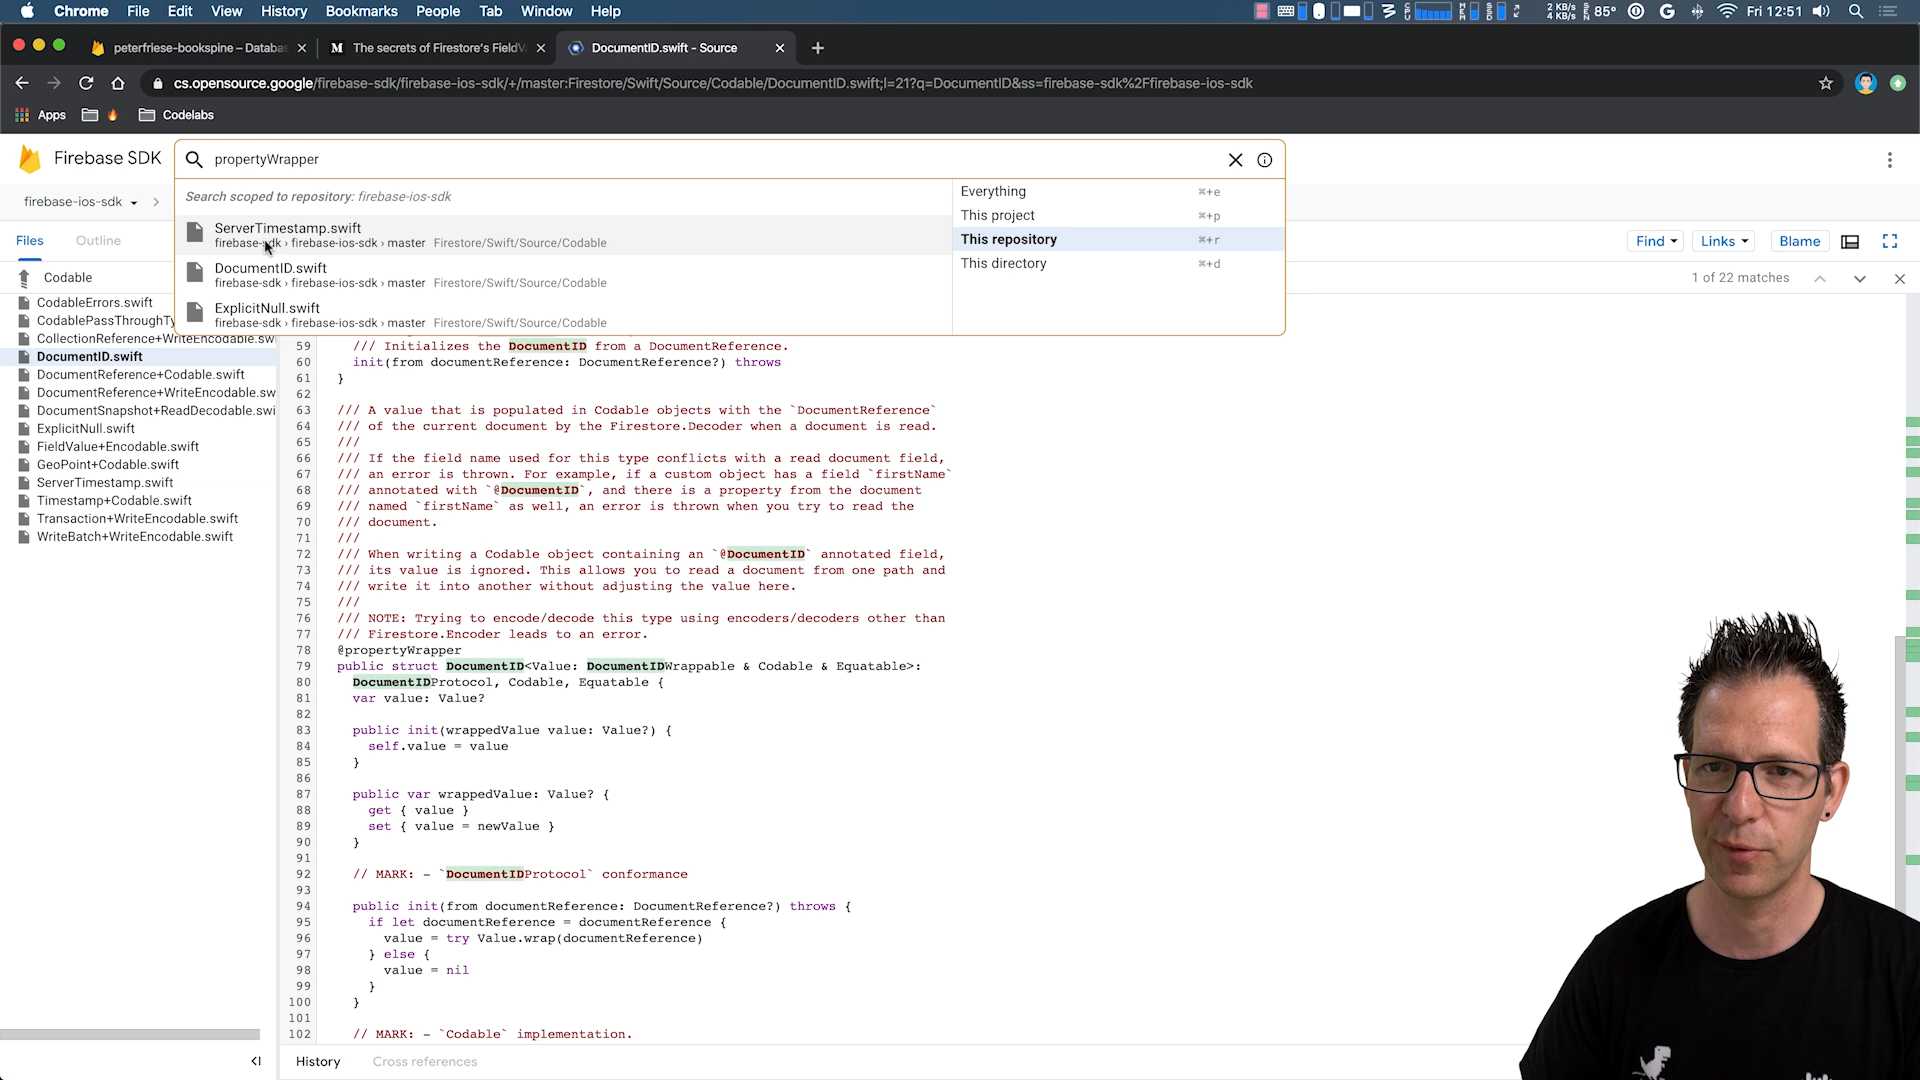 Chrome File Edit View History Bookmarks People Tab Window Help
2 KB/s
4 KB/s
85° Fri 12:51
peterfriese-bookspine – Databas
The secrets of Firestore's FieldV
DocumentID.swift - Source
cs.opensource.google/firebase-sdk/firebase-ios-sdk/+/master:Firestore/Swift/Source/Codable/DocumentID.swift;l=21?q=DocumentID&ss=firebase-sdk%2Ffirebase-ios-sdk
Apps Codelabs
Firebase SDK
propertyWrapper
firebase-ios-sdk
Search scoped to repository: firebase-ios-sdk
ServerTimestamp.swift
firebase-sdk › firebase-ios-sdk › master Firestore/Swift/Source/Codable
DocumentID.swift
firebase-sdk › firebase-ios-sdk › master Firestore/Swift/Source/Codable
ExplicitNull.swift
firebase-sdk › firebase-ios-sdk › master Firestore/Swift/Source/Codable
Everything ⌘+e
This project ⌘+p
This repository ⌘+r
This directory ⌘+d
Files Outline
Find Links Blame
1 of 22 matches
Codable
CodableErrors.swift
CodablePassThroughTy
CollectionReference+WriteEncodable.swi
DocumentID.swift
DocumentReference+Codable.swift
DocumentReference+WriteEncodable.sw
DocumentSnapshot+ReadDecodable.swi
ExplicitNull.swift
FieldValue+Encodable.swift
GeoPoint+Codable.swift
ServerTimestamp.swift
Timestamp+Codable.swift
Transaction+WriteEncodable.swift
WriteBatch+WriteEncodable.swift
59 /// Initializes the DocumentID from a DocumentReference.
60 init(from documentReference: DocumentReference?) throws
61 }
62
63 /// A value that is populated in Codable objects with the `DocumentReference`
64 /// of the current document by the Firestore.Decoder when a document is read.
65 ///
66 /// If the field name used for this type conflicts with a read document field,
67 /// an error is thrown. For example, if a custom object has a field `firstName`
68 /// annotated with `@DocumentID`, and there is a property from the document
69 /// named `firstName` as well, an error is thrown when you try to read the
70 /// document.
71 ///
72 /// When writing a Codable object containing an `@DocumentID` annotated field,
73 /// its value is ignored. This allows you to read a document from one path and
74 /// write it into another without adjusting the value here.
75 ///
76 /// NOTE: Trying to encode/decode this type using encoders/decoders other than
77 /// Firestore.Encoder leads to an error.
78 @propertyWrapper
79 public struct DocumentID<Value: DocumentIDWrappable & Codable & Equatable>:
80 DocumentIDProtocol, Codable, Equatable {
81 var value: Value?
82
83 public init(wrappedValue value: Value?) {
84 self.value = value
85 }
86
87 public var wrappedValue: Value? {
88 get { value }
89 set { value = newValue }
90 }
91
92 // MARK: - `DocumentIDProtocol` conformance
93
94 public init(from documentReference: DocumentReference?) throws {
95 if let documentReference = documentReference {
96 value = try Value.wrap(documentReference)
97 } else {
98 value = nil
99 }
100 }
101
102 // MARK: - `Codable` implementation.
History Cross references